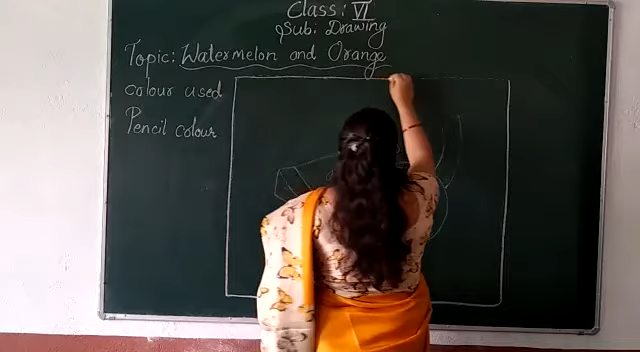 Class: VI
Sub: Drawing
Topic: Watermelon and Orange
colour used
Pencil colour